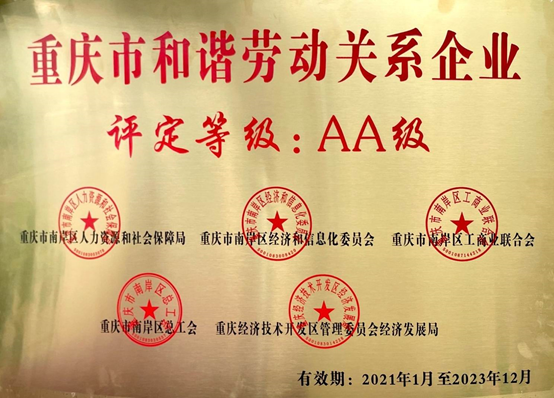 重庆市和谐劳动关系企业
评定等级：AA级
重庆市南岸区人力资源和社会保障局 重庆市南岸区经济和信息化委员会 重庆市南岸区工商业联合会
重庆市南岸区总工会 重庆经济技术开发区管理委员会经济发展局
有效期：2021年1月至2023年12月